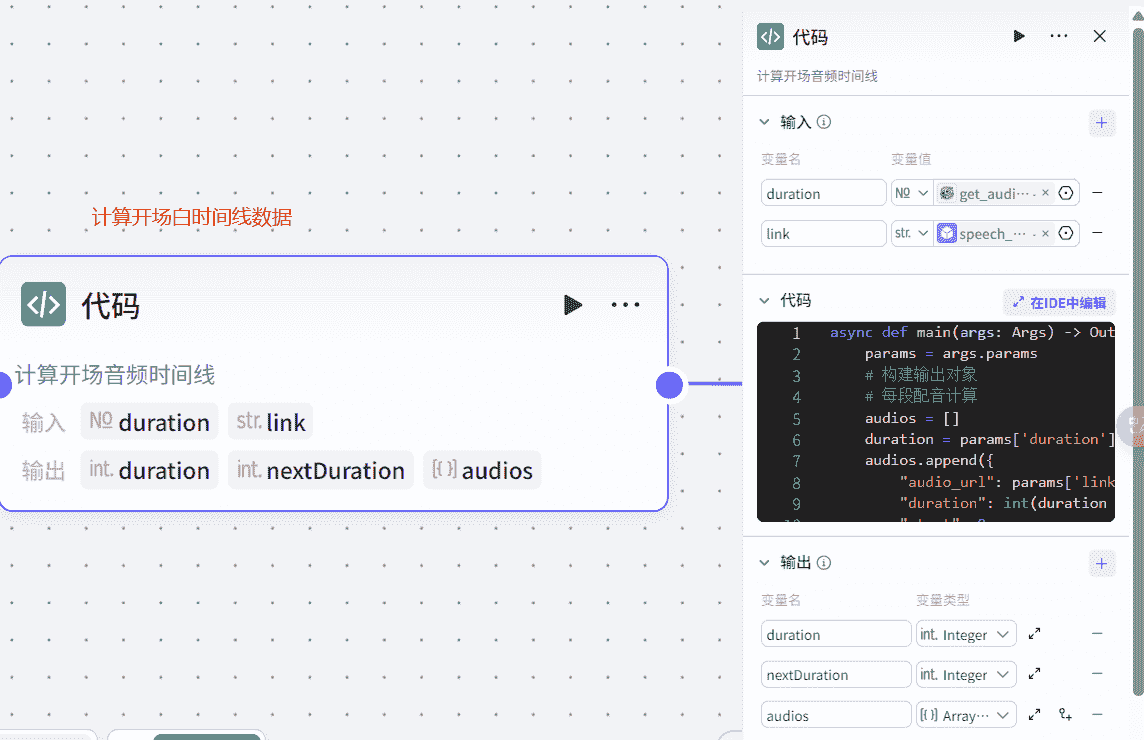 计算开场白时间线数据
代码
计算开场音频时间线
输入 № duration str. link
输出 int. duration int. nextDuration [{}] audios
代码
计算开场音频时间线
输入
变量名 变量值
duration № get_audi··· .
link str. speech_··· .
代码 在IDE中编辑
1 async def main(args: Args) -> Out
2 params = args.params
3 # 构建输出对象
4 # 每段配音计算
5 audios = []
6 duration = params['duration']
7 audios.append({
8 "audio_url": params['link
9 "duration": int(duration
输出
变量名 变量类型
duration int. Integer
nextDuration int. Integer
audios [{}] Array···